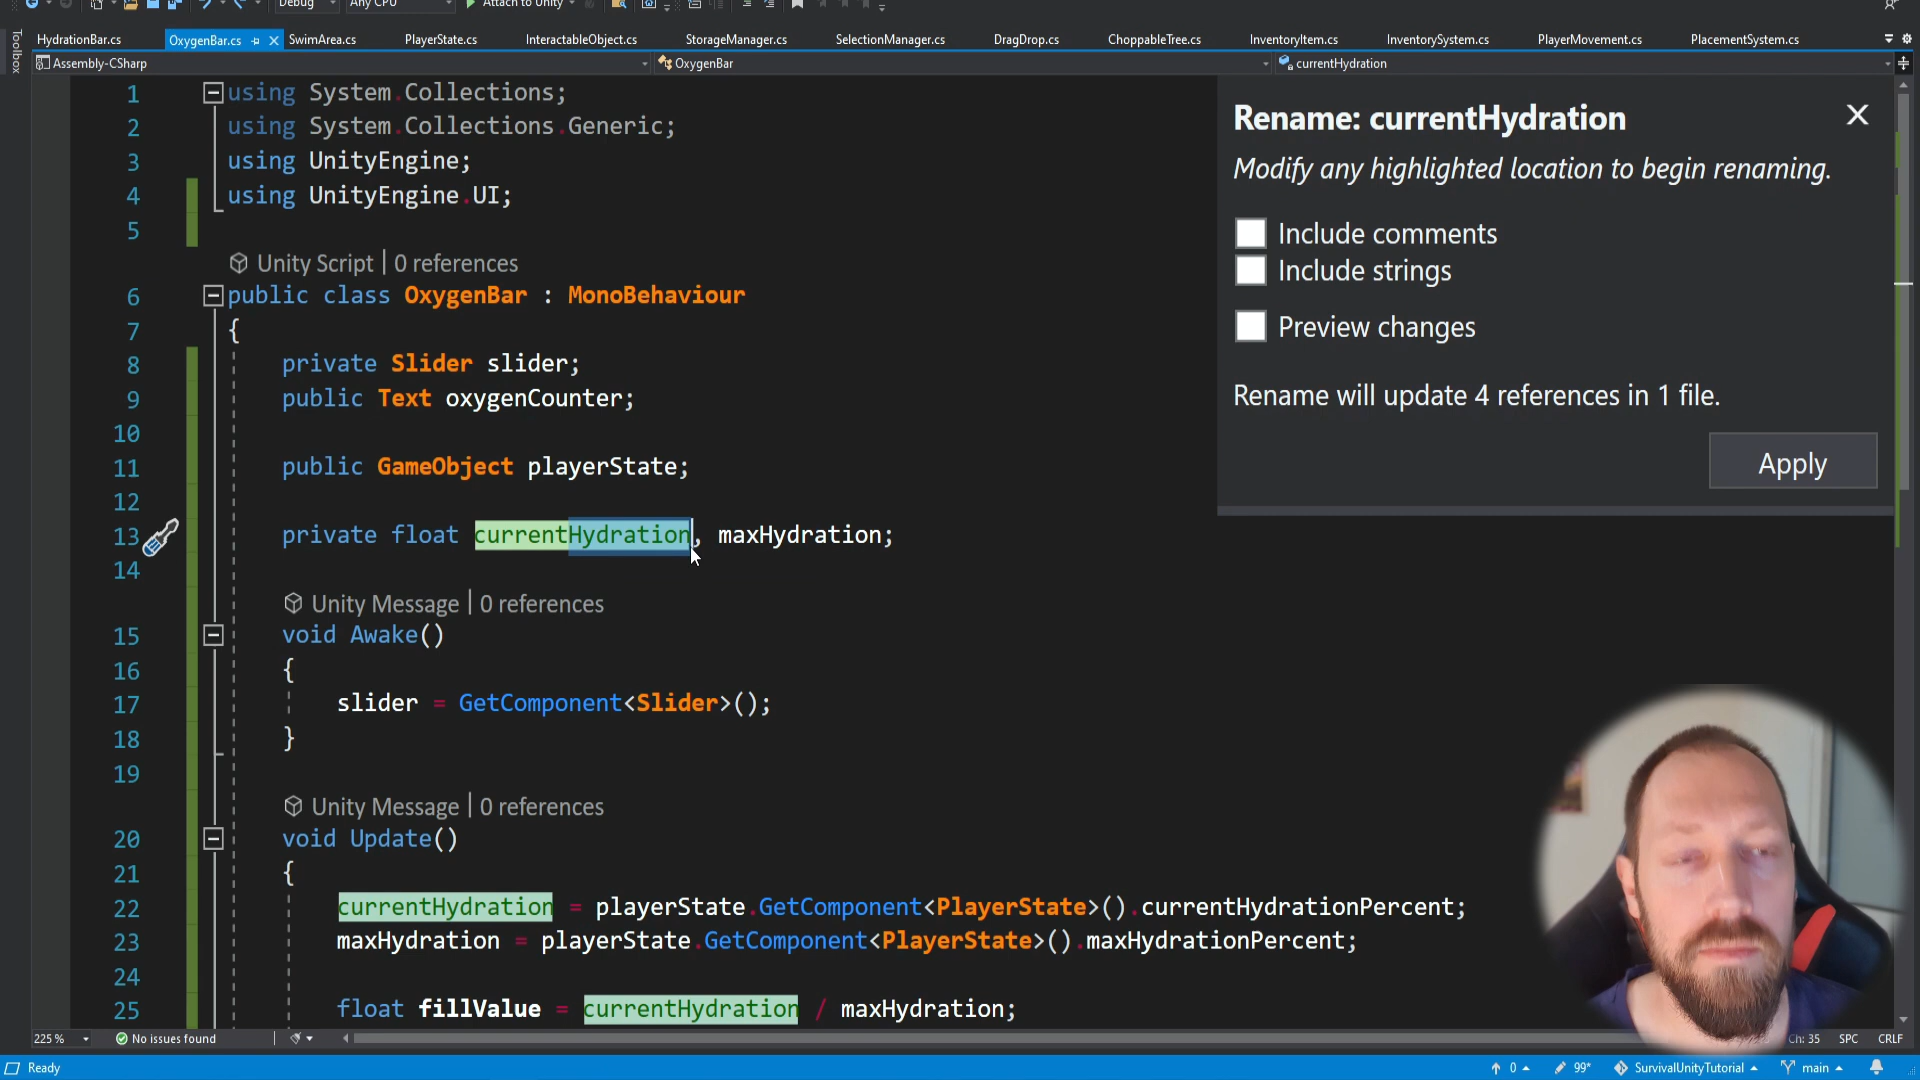 Debug
Any CPU
Attach to Unity
HydrationBar.cs
OxygenBar.cs
SwimArea.cs
PlayerState.cs
InteractableObject.cs
StorageManager.cs
SelectionManager.cs
DragDrop.cs
ChoppableTree.cs
InventoryItem.cs
InventorySystem.cs
PlayerMovement.cs
PlacementSystem.cs
Toolbox
Assembly-CSharp
OxygenBar
currentHydration
1 using System.Collections;
2 using System.Collections.Generic;
3 using UnityEngine;
4 using UnityEngine.UI;
5
Unity Script | 0 references
6 public class OxygenBar : MonoBehaviour
7 {
8 private Slider slider;
9 public Text oxygenCounter;
10
11 public GameObject playerState;
12
13 private float currentHydration, maxHydration;
14
Unity Message | 0 references
15 void Awake()
16 {
17 slider = GetComponent<Slider>();
18 }
19
Unity Message | 0 references
20 void Update()
21 {
22 currentHydration = playerState.GetComponent<PlayerState>().currentHydrationPercent;
23 maxHydration = playerState.GetComponent<PlayerState>().maxHydrationPercent;
24
25 float fillValue = currentHydration / maxHydration;
Rename: currentHydration
Modify any highlighted location to begin renaming.
Include comments
Include strings
Preview changes
Rename will update 4 references in 1 file.
Apply
225 %
No issues found
Ch: 35
SPC
CRLF
Ready
0
99*
SurvivalUnityTutorial
main